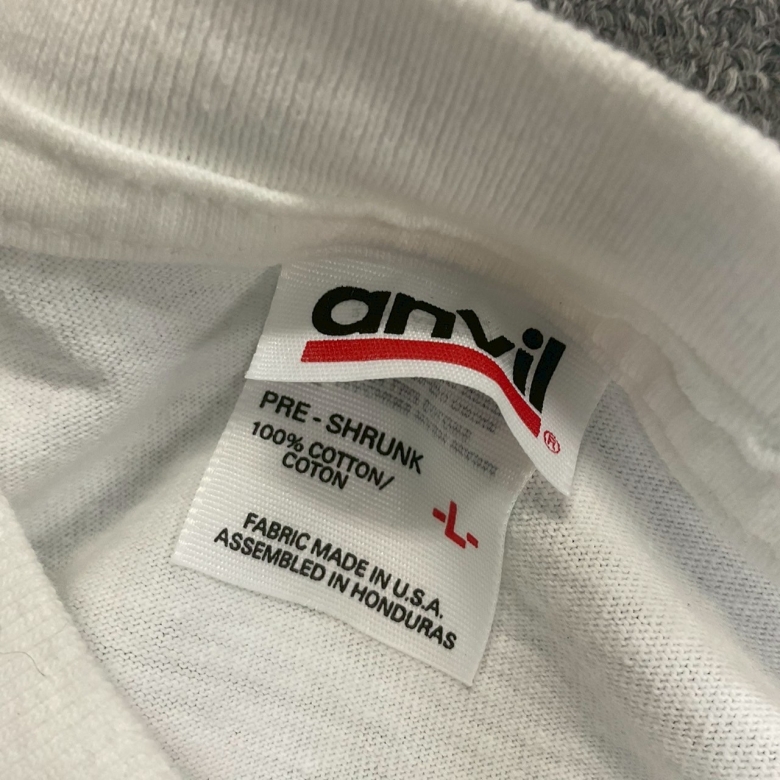 anvil
®
PRE-SHRUNK
100% COTTON/
COTON
-L-
FABRIC MADE IN U.S.A.
ASSEMBLED IN HONDURAS